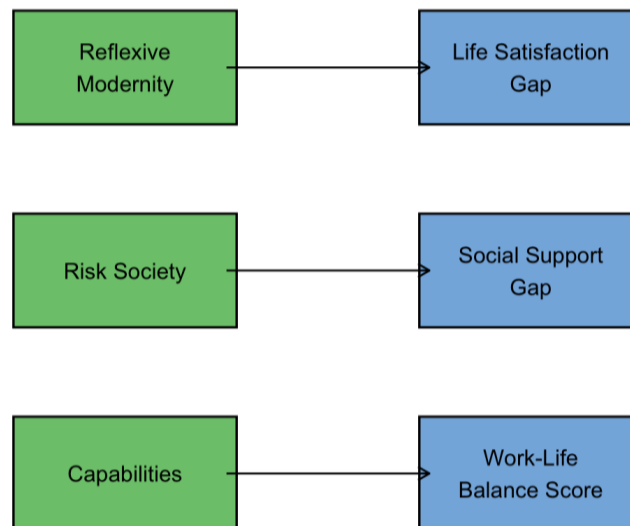 Reflexive
Modernity
Life Satisfaction
Gap
Risk Society
Social Support
Gap
Capabilities
Work-Life
Balance Score